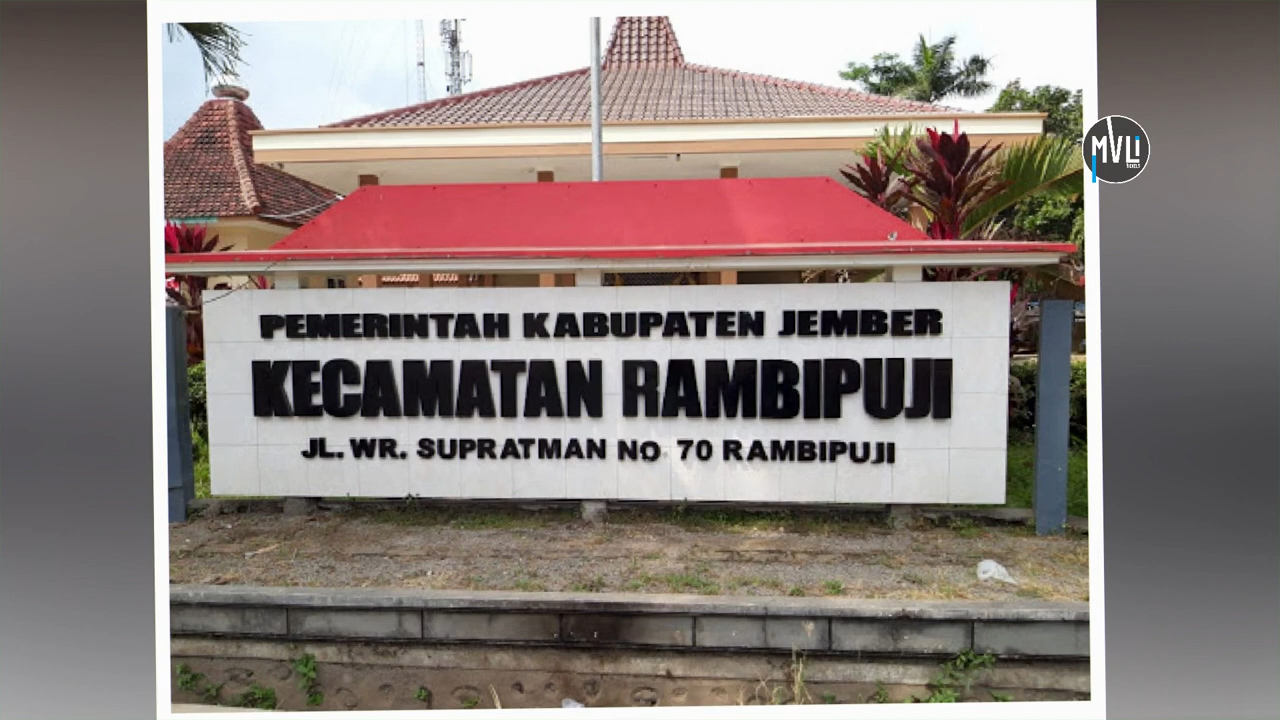 PEMERINTAH KABUPATEN JEMBER
KECAMATAN RAMBIPUJI
JL. WR. SUPRATMAN NO 70 RAMBIPUJI
MVLi